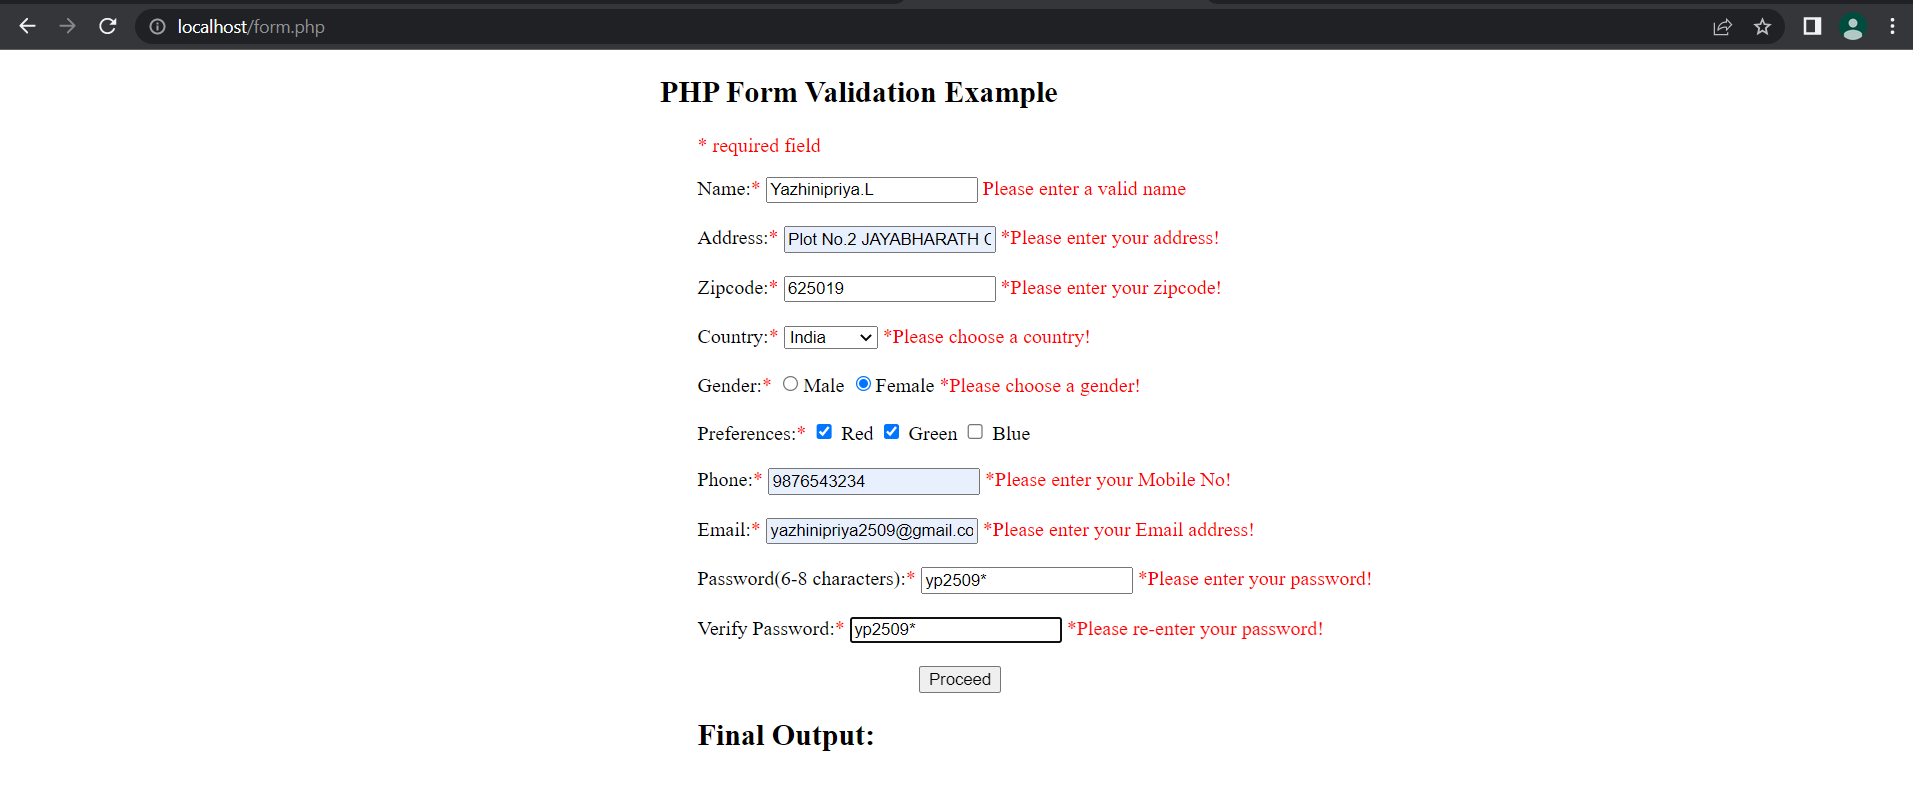 localhost/form.php
PHP Form Validation Example
* required field
Name:* Yazhinipriya.L Please enter a valid name
Address:* Plot No.2 JAYABHARATH C *Please enter your address!
Zipcode:* 625019 *Please enter your zipcode!
Country:* India *Please choose a country!
Gender:* Male Female *Please choose a gender!
Preferences:* Red Green Blue
Phone:* 9876543234 *Please enter your Mobile No!
Email:* yazhinipriya2509@gmail.co *Please enter your Email address!
Password(6-8 characters):* yp2509* *Please enter your password!
Verify Password:* yp2509* *Please re-enter your password!
Proceed
Final Output: